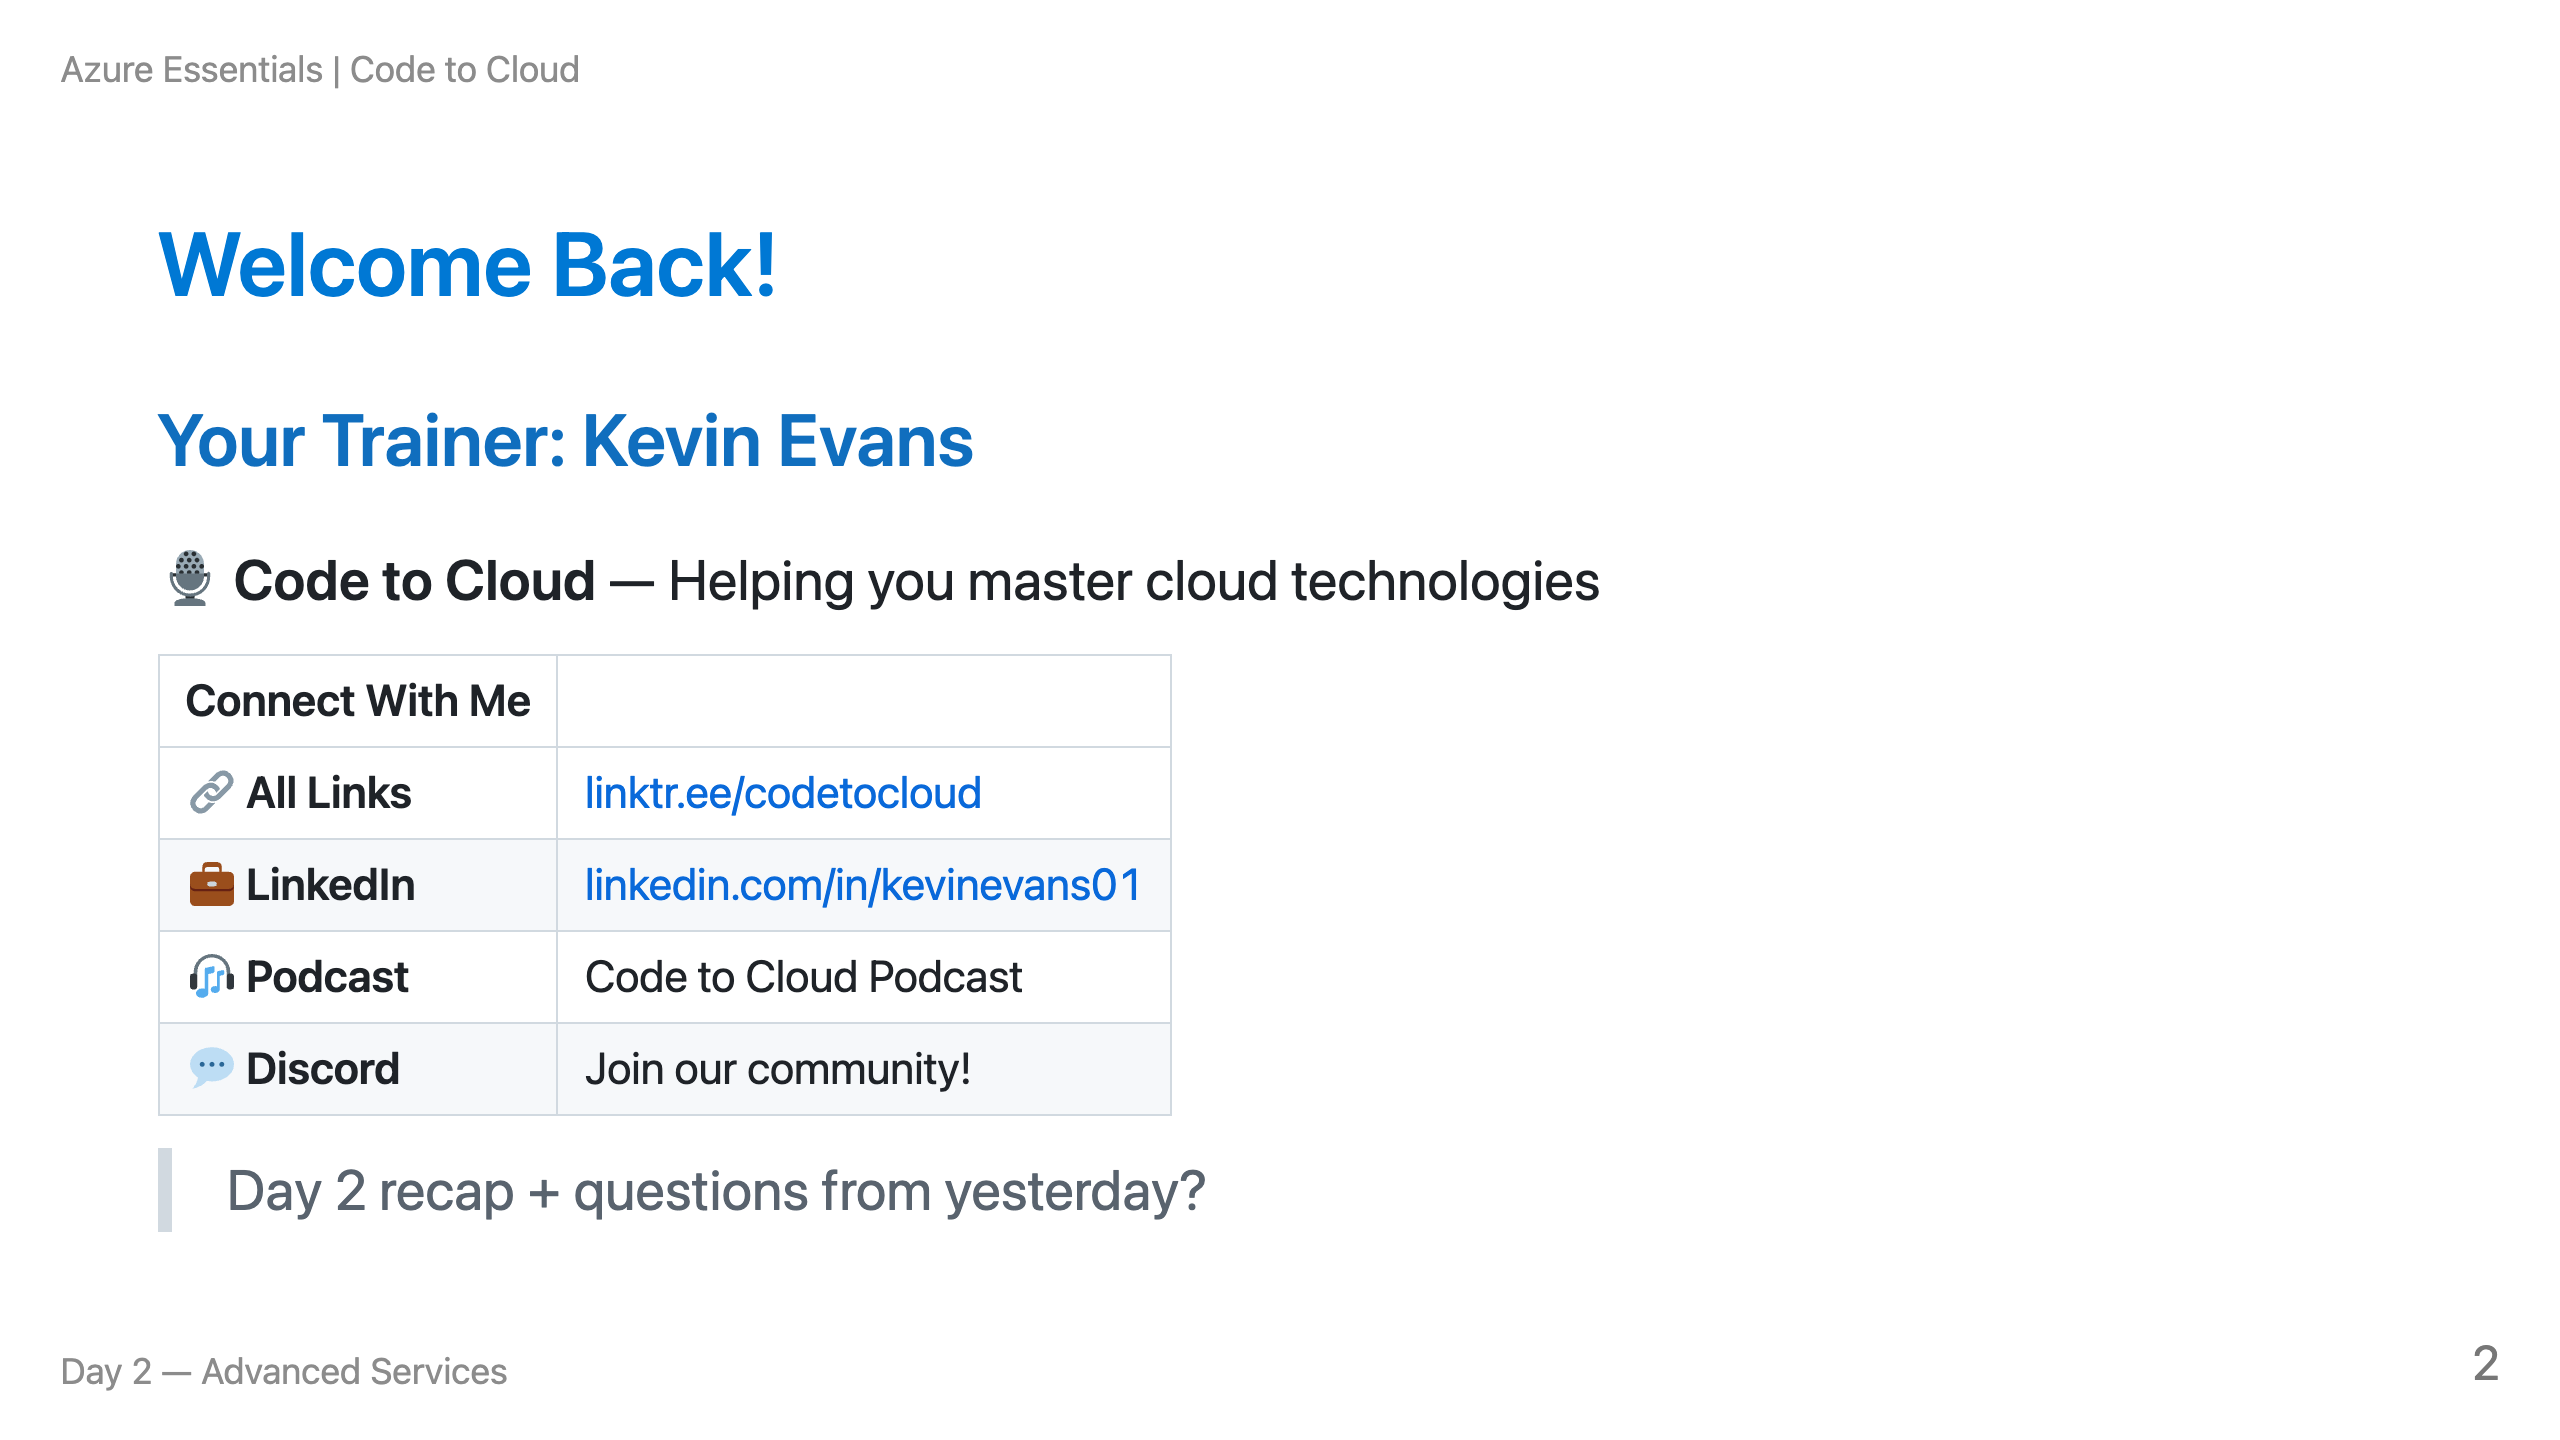 Azure Essentials | Code to Cloud
Welcome Back!
Your Trainer: Kevin Evans
Code to Cloud — Helping you master cloud technologies
Connect With Me
All Links linktr.ee/codetocloud
LinkedIn linkedin.com/in/kevinevans01
Podcast Code to Cloud Podcast
Discord Join our community!
Day 2 recap + questions from yesterday?
Day 2 — Advanced Services
2